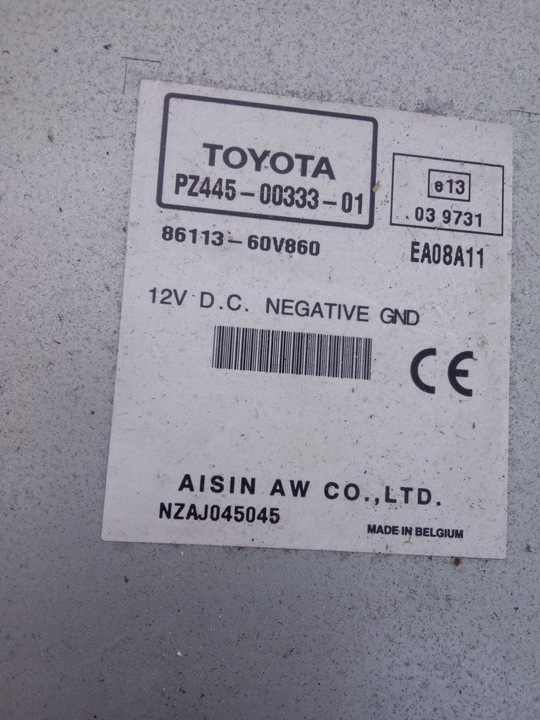 TOYOTA
PZ445-00333-01
e13
03 9731
86113-60V860
EA08A11
12V D.C. NEGATIVE GND
CE
AISIN AW CO.,LTD.
NZAJ045045
MADE IN BELGIUM